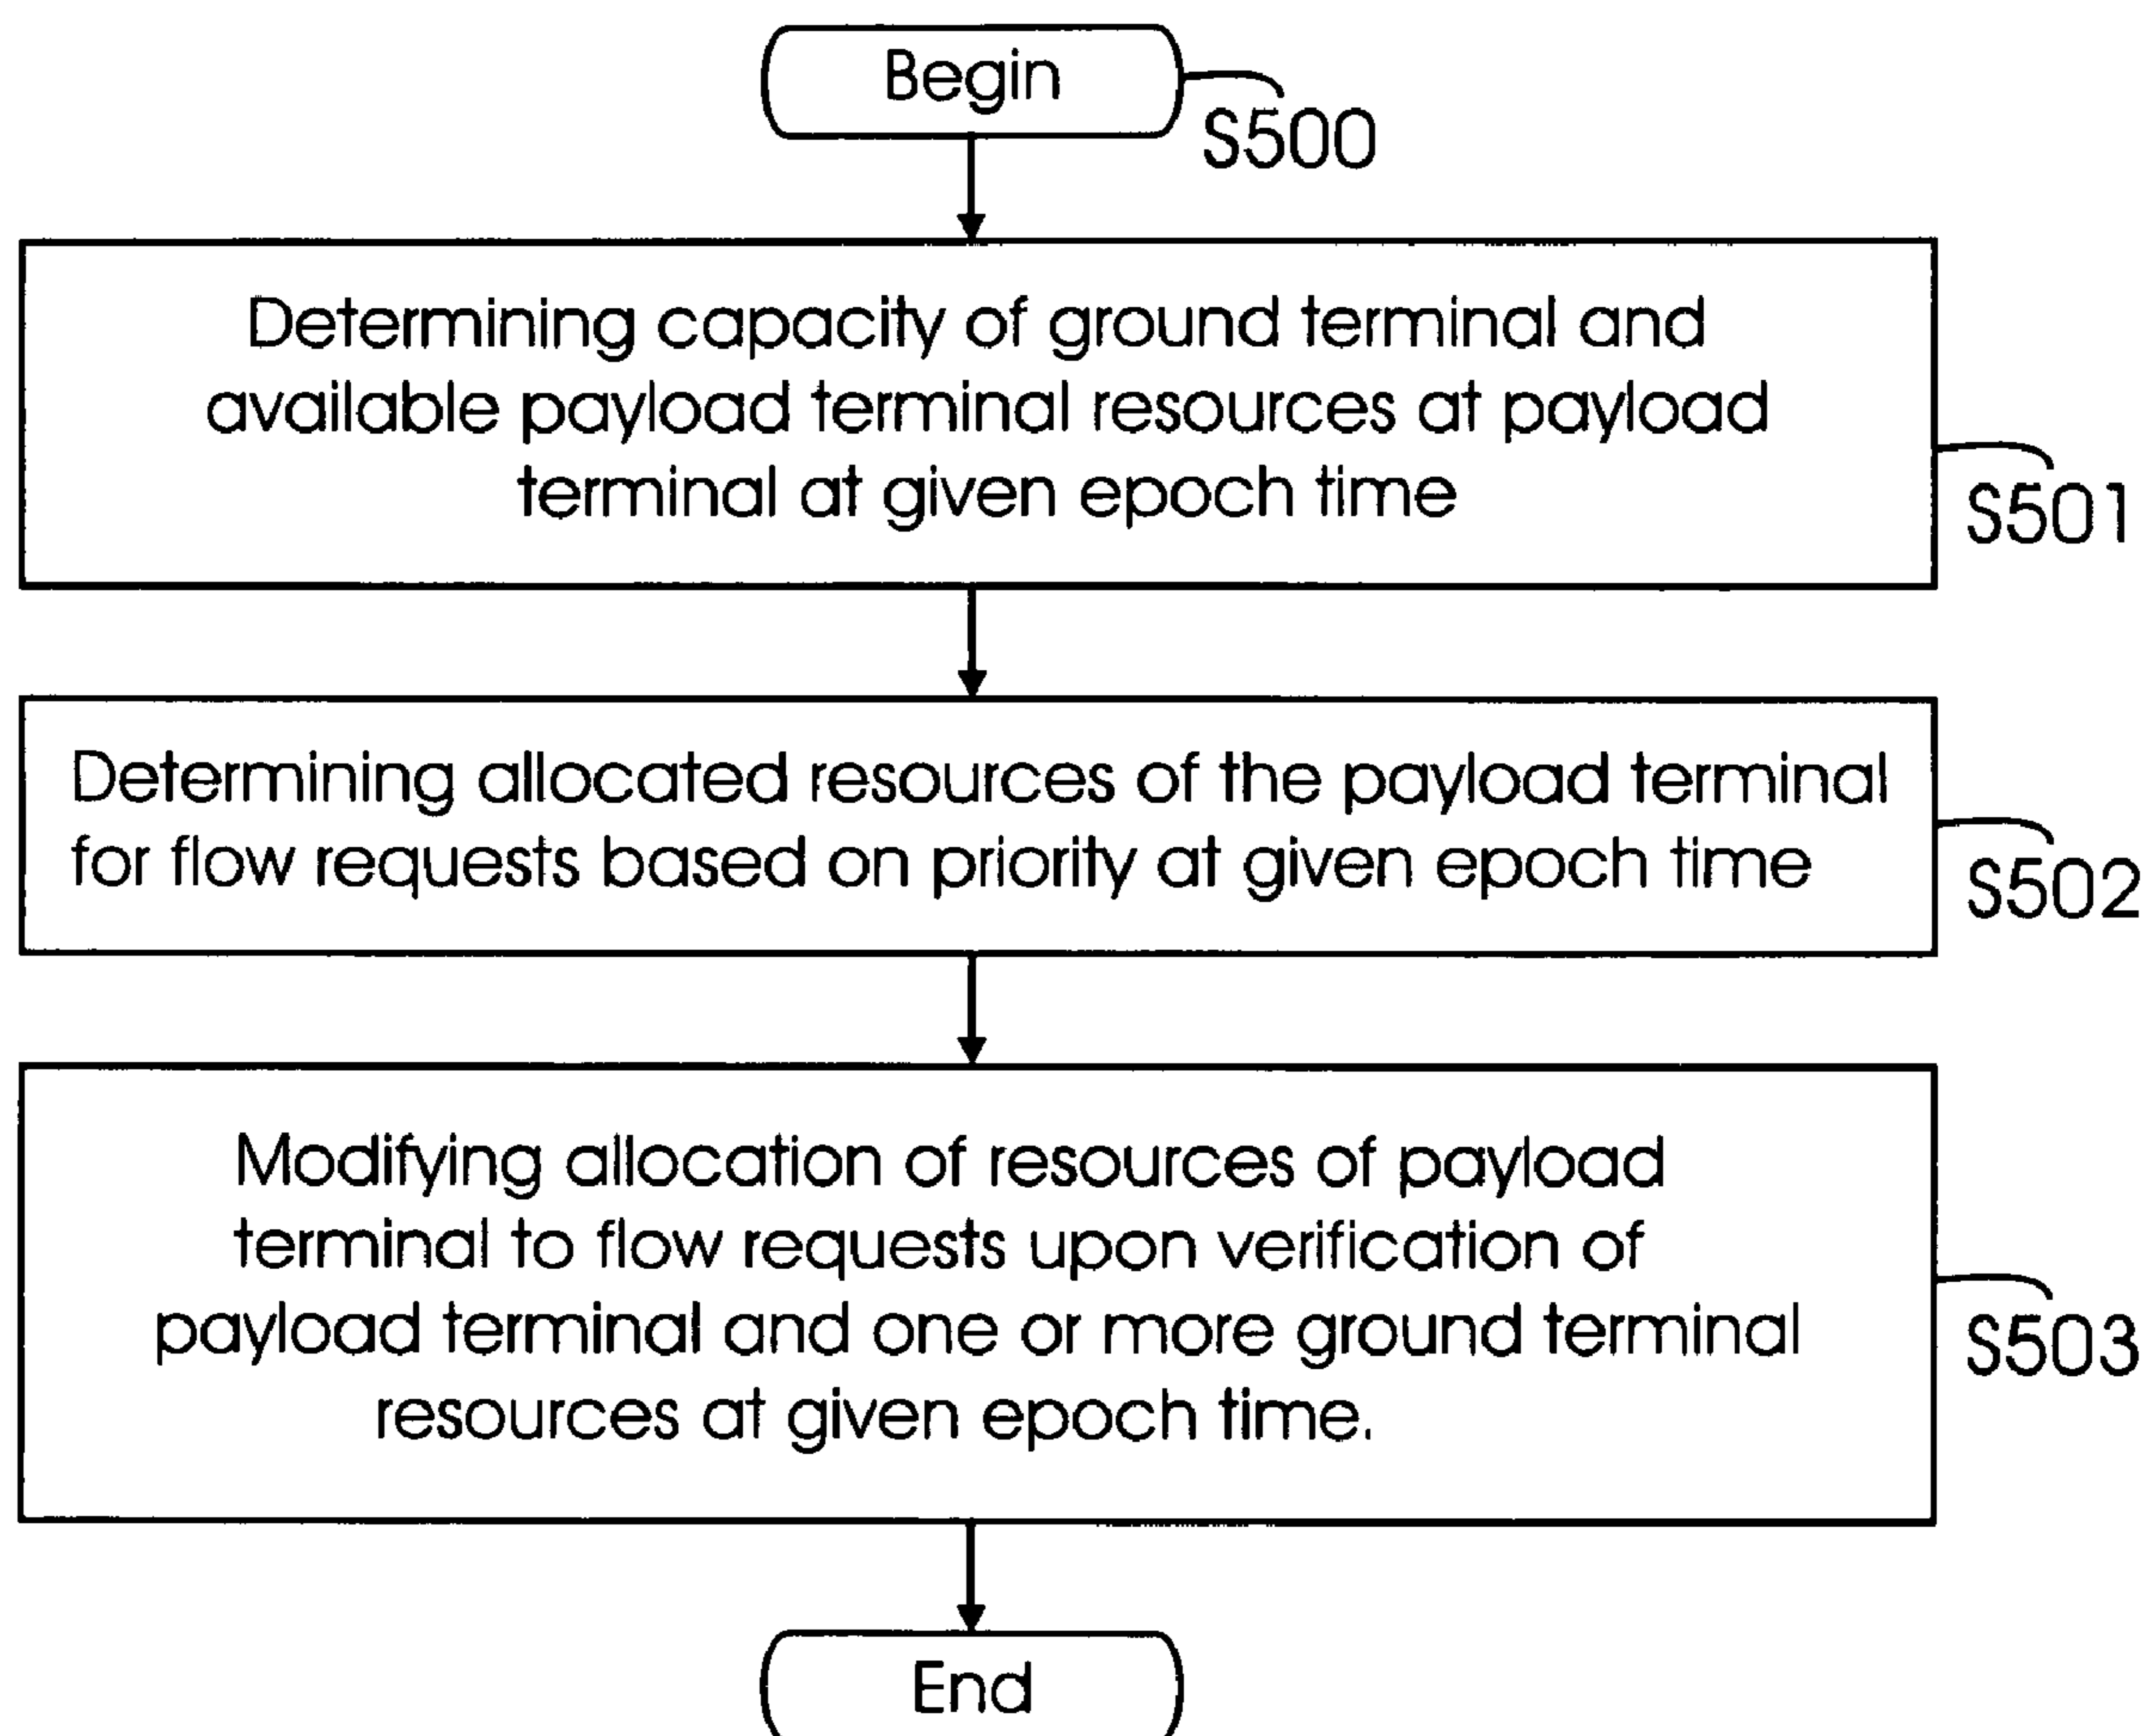 Begin
S500
Determining capacity of ground terminal and
available payload terminal resources at payload
terminal at given epoch time
S501
Determining allocated resources of the payload terminal
for flow requests based on priority at given epoch time
S502
Modifying allocation of resources of payload
terminal to flow requests upon verification of
payload terminal and one or more ground terminal
resources at given epoch time.
S503
End